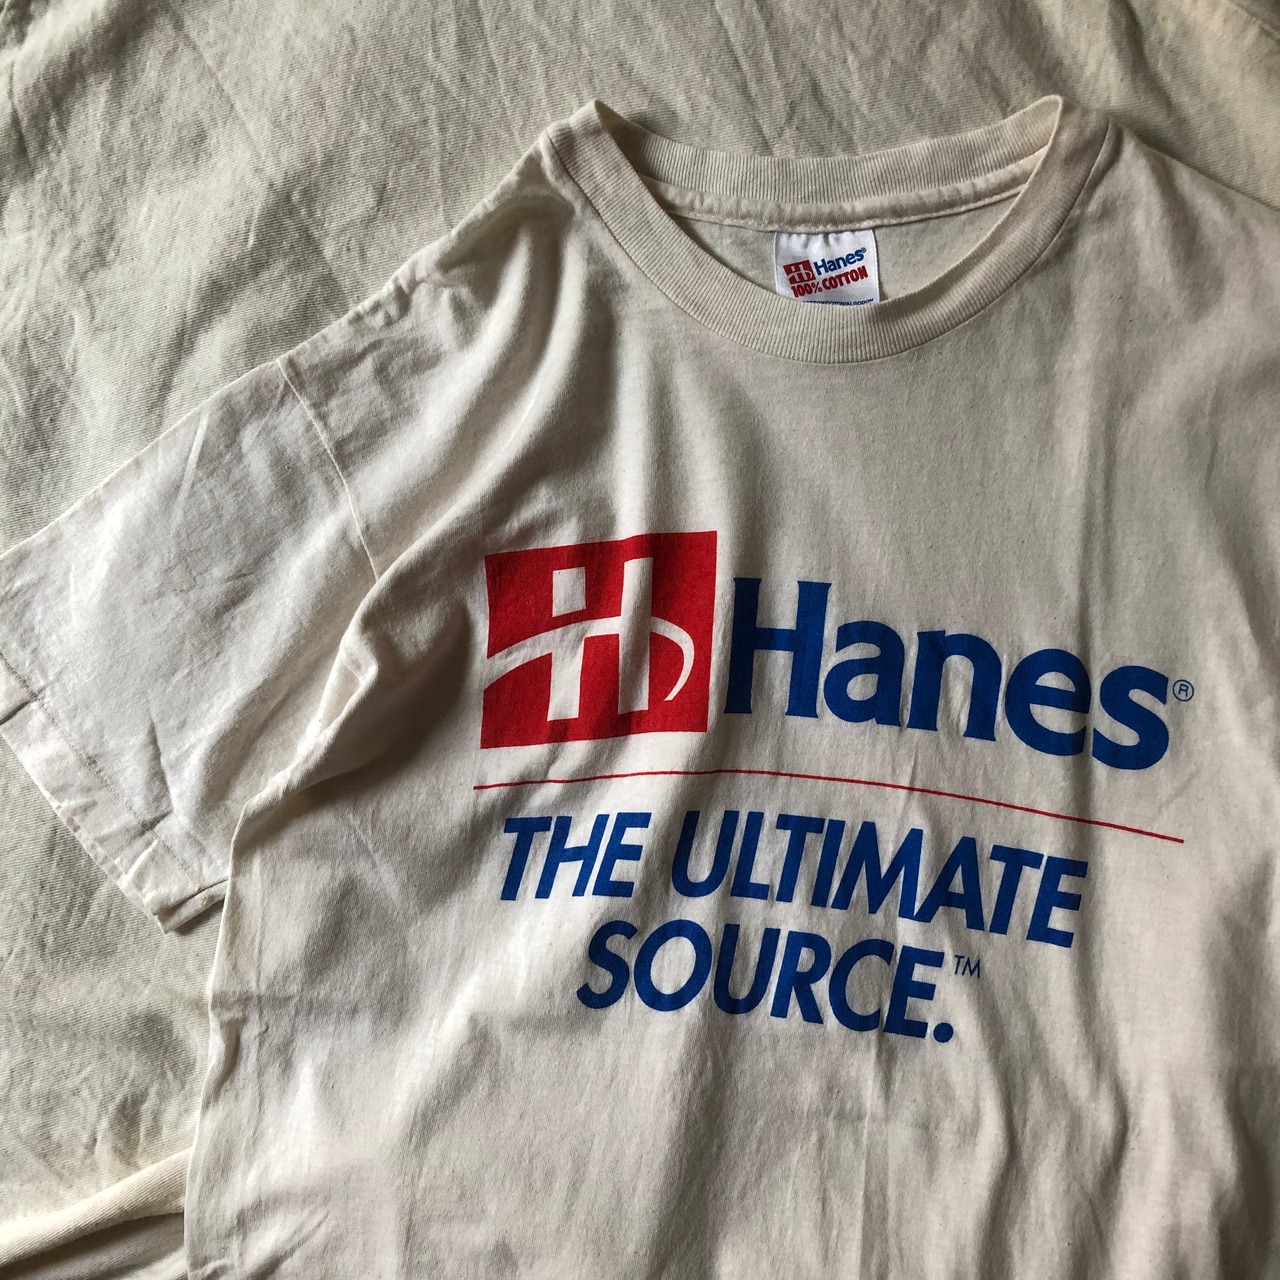 Hanes®
100% COTTON
Hanes®
THE ULTIMATE
SOURCE.™